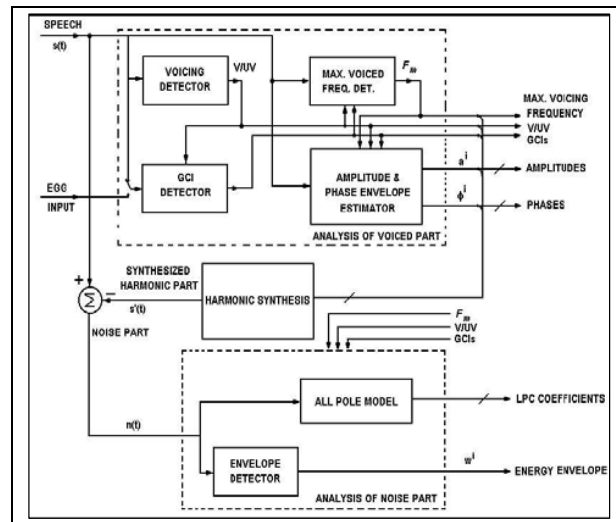 SPEECH
s(t)
VOICING
DETECTOR
V/UV
MAX. VOICED
FREQ. DET.
Fm
MAX. VOICING
FREQUENCY
V/UV
GCIs
GCI
DETECTOR
AMPLITUDE &
PHASE ENVELOPE
ESTIMATOR
a^i
AMPLITUDES
ϕ^i
PHASES
EGG
INPUT
ANALYSIS OF VOICED PART
+
Σ
−
SYNTHESIZED
HARMONIC PART
s'(t)
HARMONIC SYNTHESIS
NOISE PART
Fm
V/UV
GCIs
ALL POLE MODEL
LPC COEFFICIENTS
n(t)
ENVELOPE
DETECTOR
w^i
ENERGY ENVELOPE
ANALYSIS OF NOISE PART